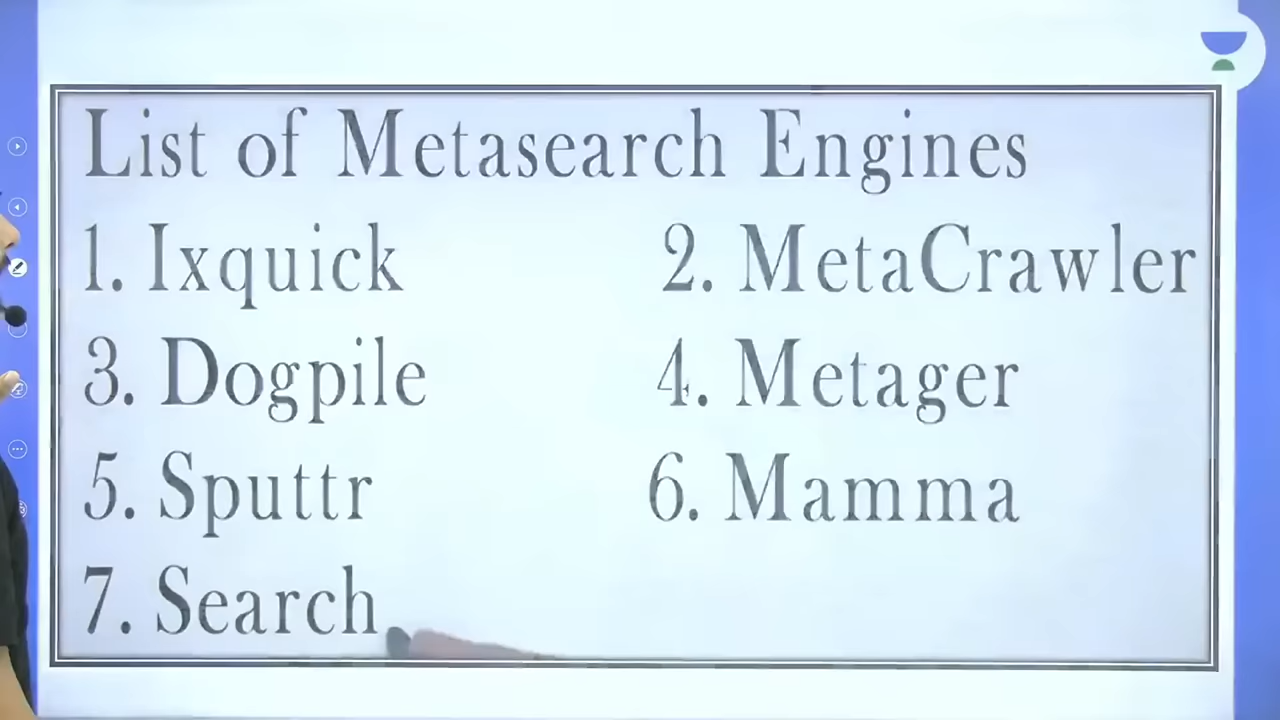 List of Metasearch Engines
1. Ixquick 2. MetaCrawler
3. Dogpile 4. Metager
5. Sputtr 6. Mamma
7. Search